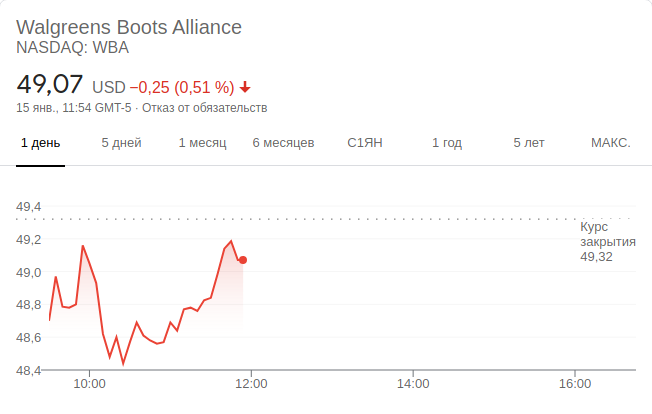 Walgreens Boots Alliance
NASDAQ: WBA
49,07 USD −0,25 (0,51 %)
15 янв., 11:54 GMT-5 · Отказ от обязательств
1 день 5 дней 1 месяц 6 месяцев С1ЯН 1 год 5 лет МАКС.
49,4
Курс
49,2 закрытия
49,32
49,0
48,8
48,6
48,4
10:00 12:00 14:00 16:00